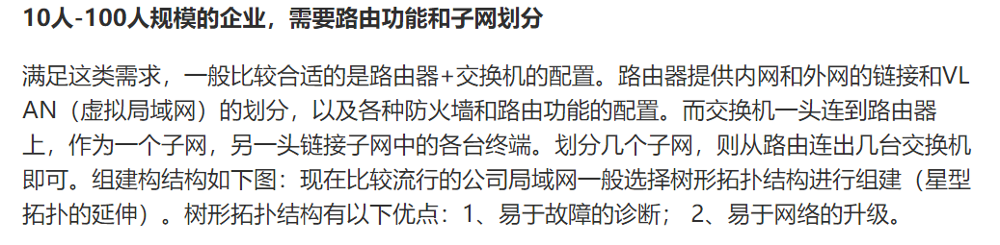 10人-100人规模的企业，需要路由功能和子网划分
满足这类需求，一般比较合适的是路由器+交换机的配置。路由器提供内网和外网的链接和VL
AN（虚拟局域网）的划分，以及各种防火墙和路由功能的配置。而交换机一头连到路由器
上，作为一个子网，另一头链接子网中的各台终端。划分几个子网，则从路由连出几台交换机
即可。组建构结构如下图：现在比较流行的公司局域网一般选择树形拓扑结构进行组建（星型
拓扑的延伸）。树形拓扑结构有以下优点：1、易于故障的诊断； 2、易于网络的升级。